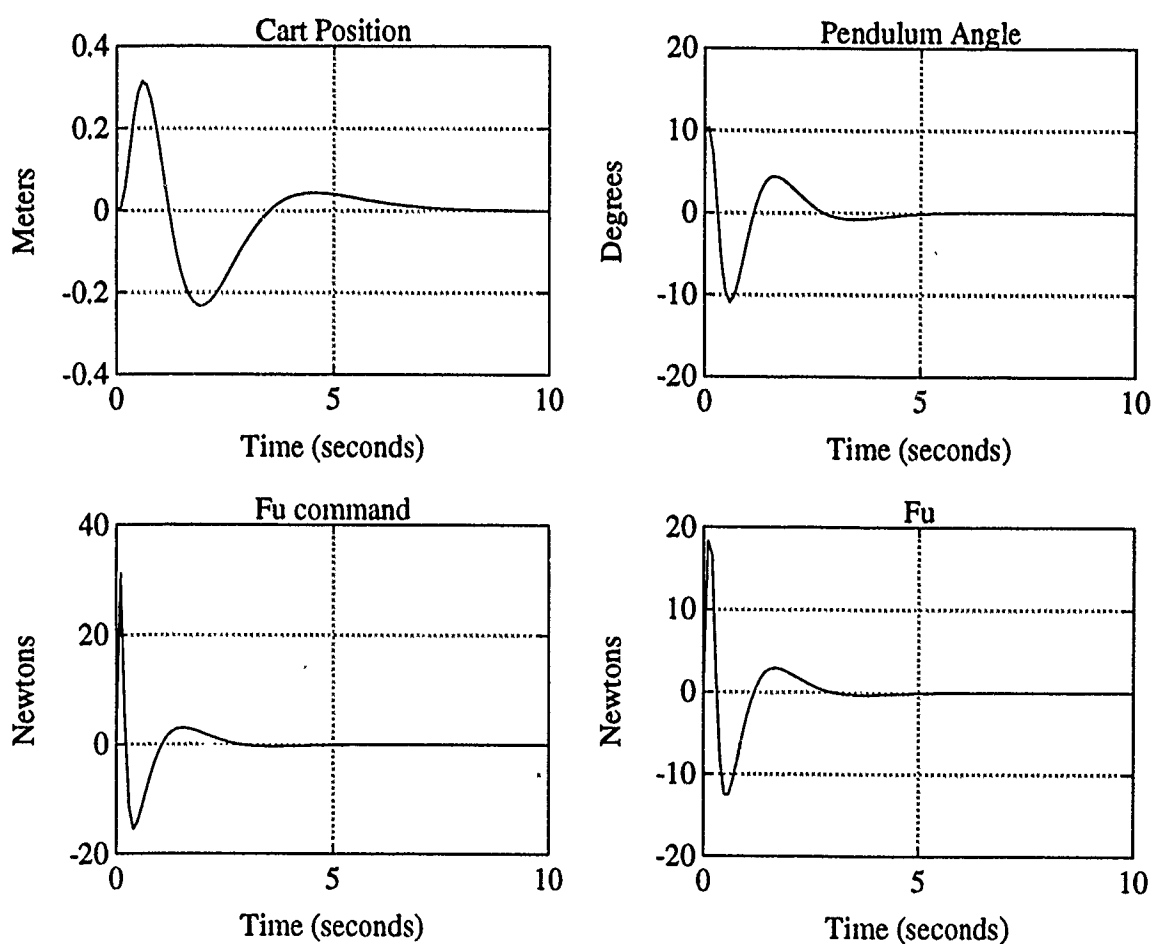 Cart Position
0.4
0.2
0
-0.2
-0.4
Meters
0 5 10
Time (seconds)
Pendulum Angle
20
10
0
-10
-20
Degrees
0 5 10
Time (seconds)
Fu command
40
20
0
-20
Newtons
0 5 10
Time (seconds)
Fu
20
10
0
-10
-20
Newtons
0 5 10
Time (seconds)